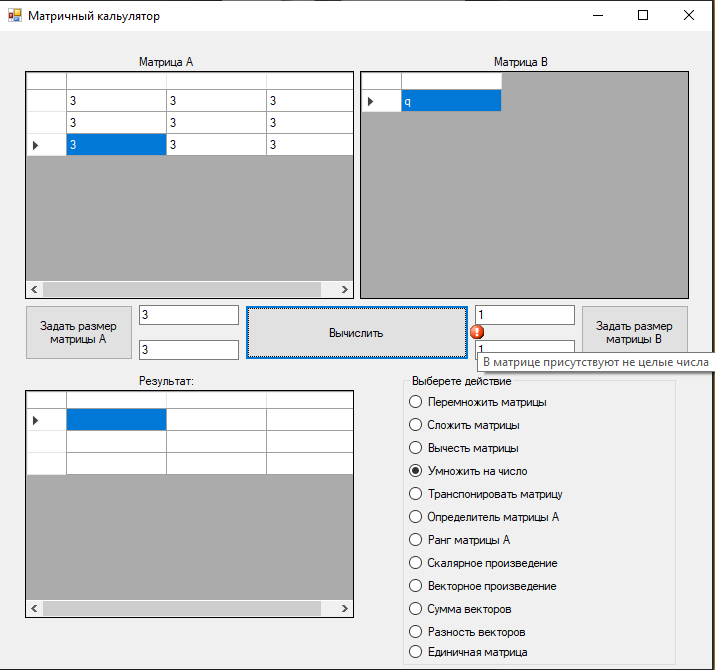 Матричный калькулятор
Матрица А
Матрица В
3 3 3
3 3 3
3 3 3
q
Задать размер
матрицы А
3
3
Вычислить
1
1
Задать размер
матрицы В
В матрице присутствуют не целые числа
Результат:
Выберете действие
Перемножить матрицы
Сложить матрицы
Вычесть матрицы
Умножить на число
Транспонировать матрицу
Определитель матрицы А
Ранг матрицы А
Скалярное произведение
Векторное произведение
Сумма векторов
Разность векторов
Единичная матрица